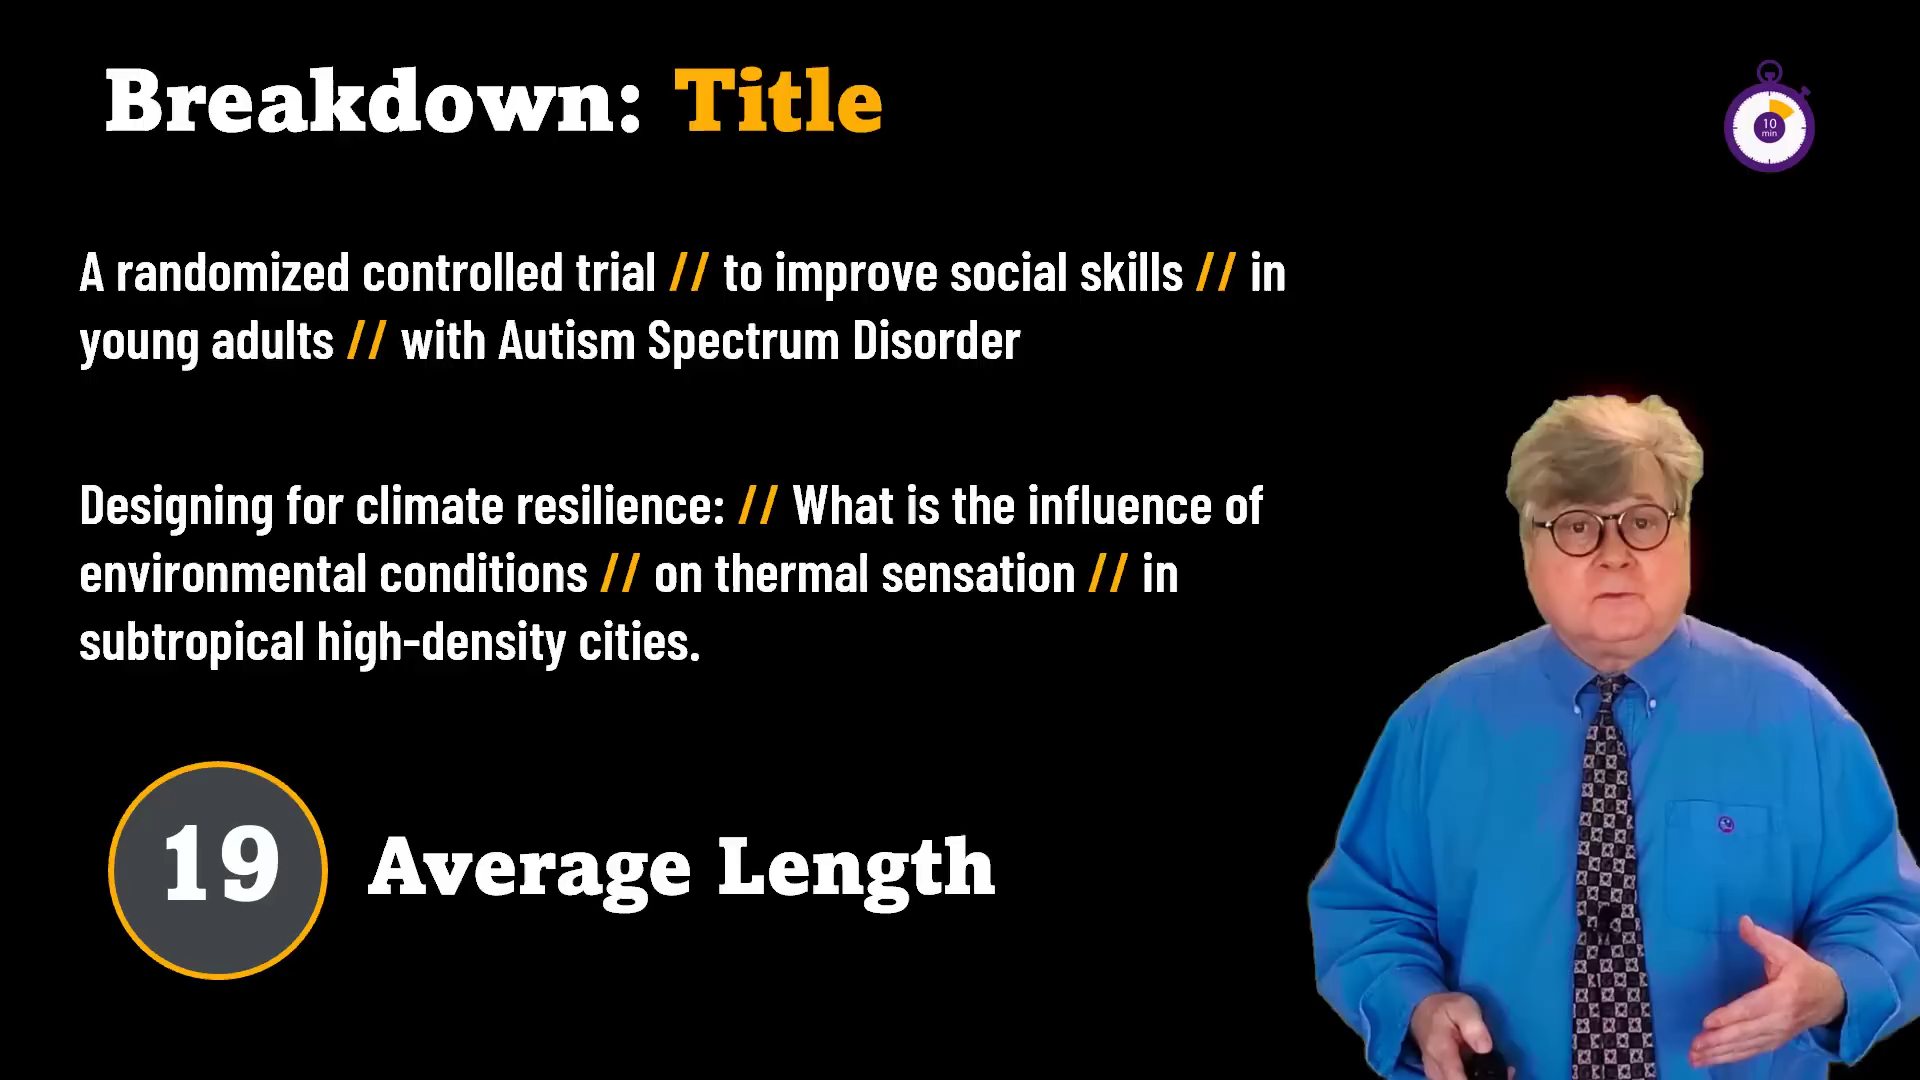 Breakdown: Title
10
min
A randomized controlled trial // to improve social skills // in
young adults // with Autism Spectrum Disorder
Designing for climate resilience: // What is the influence of
environmental conditions // on thermal sensation // in
subtropical high-density cities.
19
Average Length